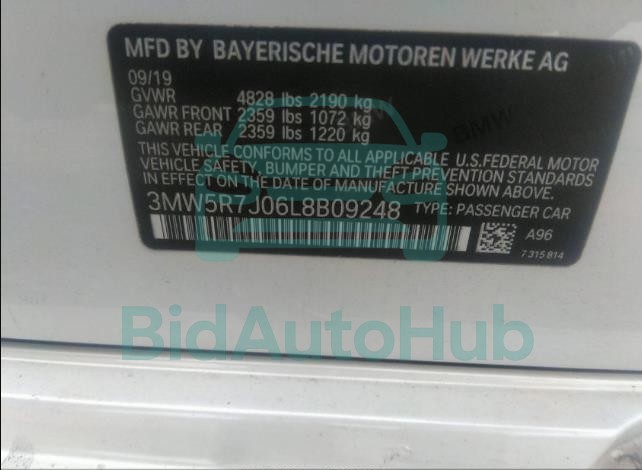 MFD BY BAYERISCHE MOTOREN WERKE AG
09/19
GVWR 4828 lbs 2190 kg
GAWR FRONT 2359 lbs 1072 kg
GAWR REAR 2359 lbs 1220 kg
THIS VEHICLE CONFORMS TO ALL APPLICABLE U.S.FEDERAL MOTOR
VEHICLE SAFETY, BUMPER AND THEFT PREVENTION STANDARDS
IN EFFECT ON THE DATE OF MANUFACTURE SHOWN ABOVE.
3MW5R7J06L8B09248 TYPE: PASSENGER CAR
A96
7 315 814
BMW
BidAutoHub